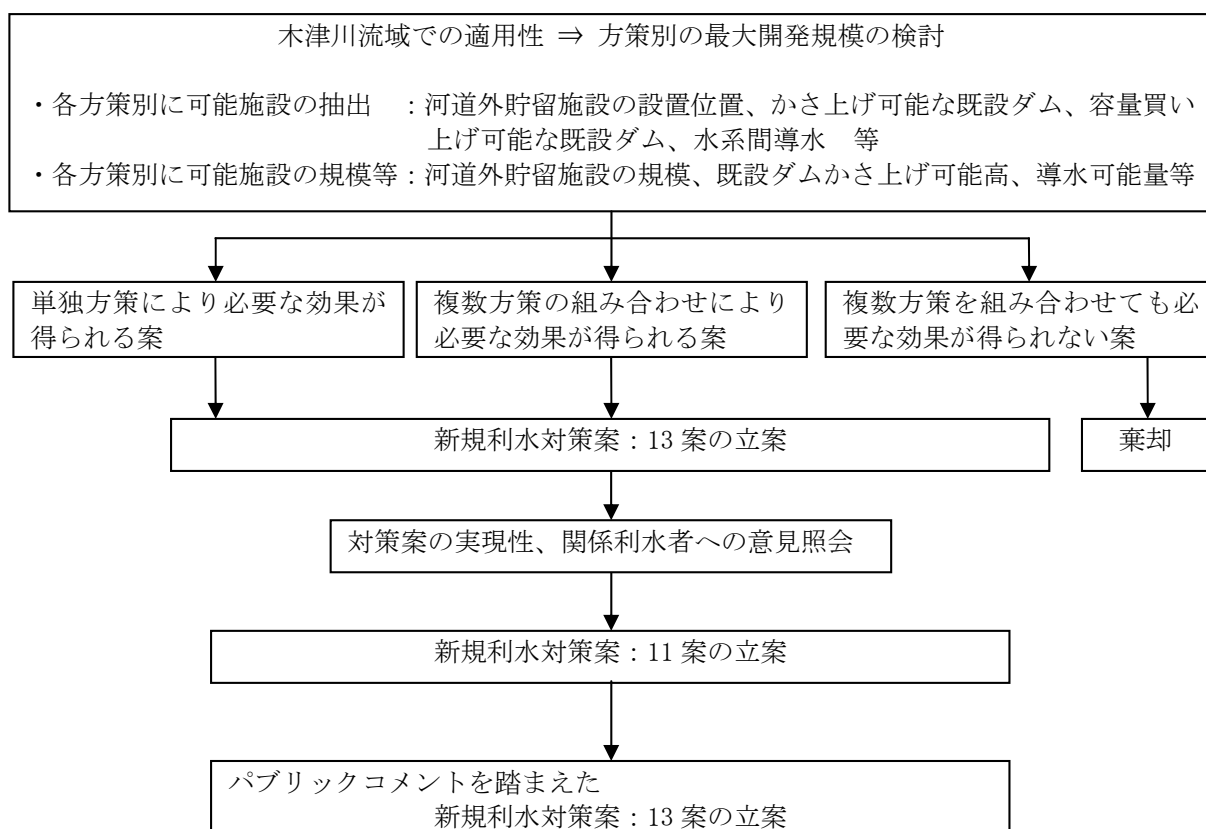 木津川流域での適用性 ⇒ 方策別の最大開発規模の検討
・各方策別に可能施設の抽出　：河道外貯留施設の設置位置、かさ上げ可能な既設ダム、容量買い
上げ可能な既設ダム、水系間導水　等
・各方策別に可能施設の規模等：河道外貯留施設の規模、既設ダムかさ上げ可能高、導水可能量等
単独方策により必要な効果が
得られる案
複数方策の組み合わせにより
必要な効果が得られる案
複数方策を組み合わせても必
要な効果が得られない案
新規利水対策案：13 案の立案
棄却
対策案の実現性、関係利水者への意見照会
新規利水対策案：11 案の立案
パブリックコメントを踏まえた
新規利水対策案：13 案の立案